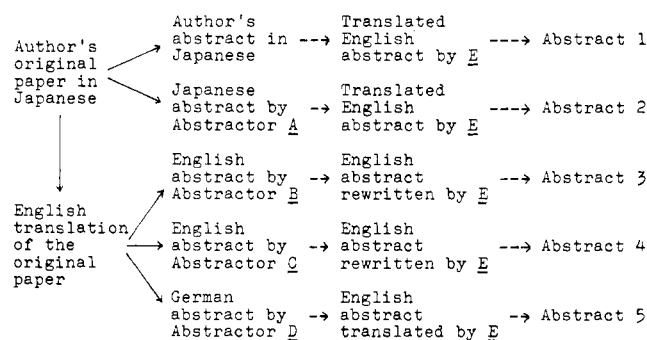 Author's
original
paper in
Japanese
Author's
abstract in
Japanese
Translated
English
abstract by E
Abstract 1
Japanese
abstract by
Abstractor A
Translated
English
abstract by E
Abstract 2
English
translation
of the
original
paper
English
abstract by
Abstractor B
English
abstract
rewritten by E
Abstract 3
English
abstract by
Abstractor C
English
abstract
rewritten by E
Abstract 4
German
abstract by
Abstractor D
English
abstract
translated by E
Abstract 5